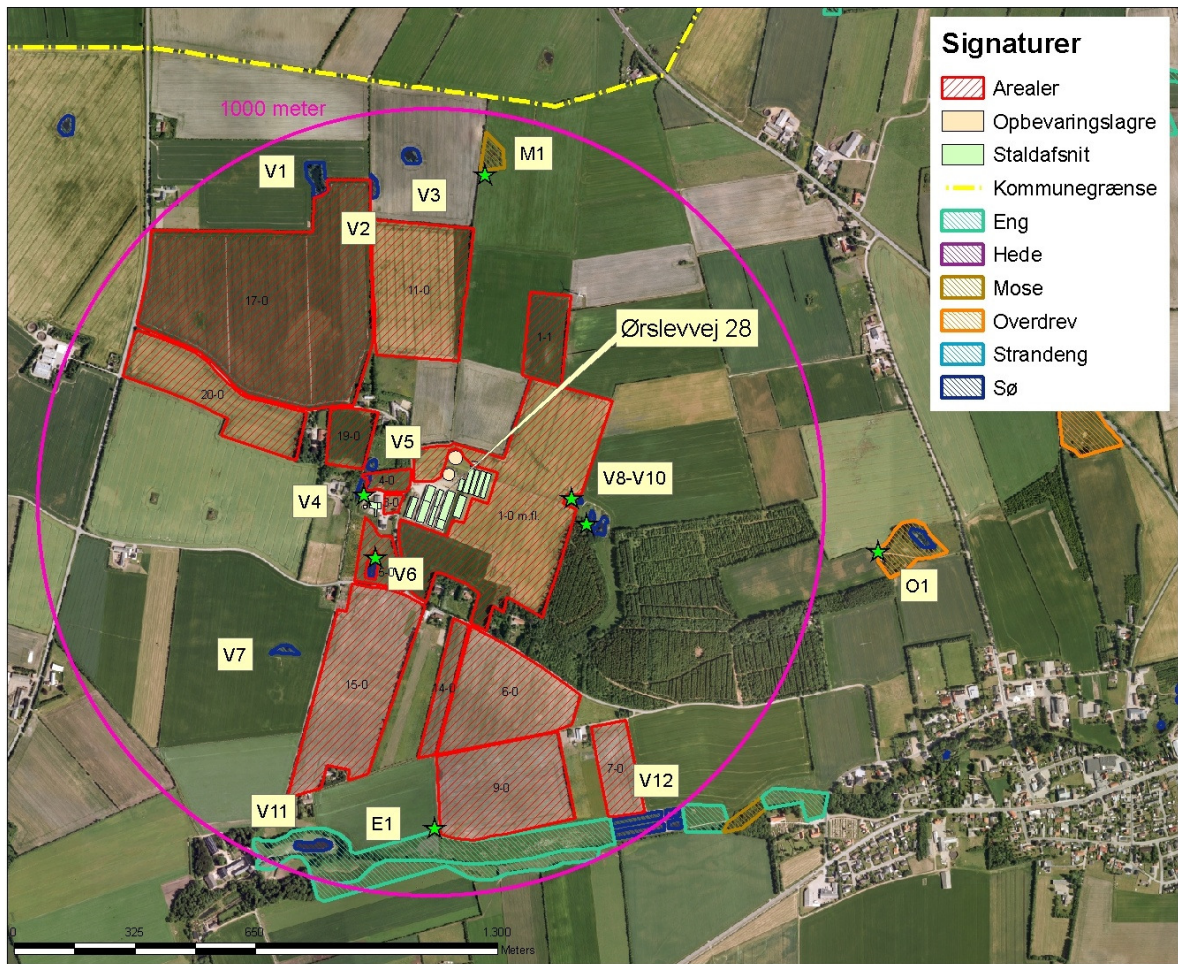 Signaturer
Arealer
Opbevaringslagre
Staldafsnit
Kommunegrænse
Eng
Hede
Mose
Overdrev
Strandeng
Sø
1000 meter
V1
V3
M1
V2
17-0
11-0
1-1
Ørslevvej 28
20-0
19-0
V5
4-0
V4
V8-V10
1-0 m.fl.
V6
5-0
O1
V7
15-0
6-0
9-0
7-0
V12
V11
E1
0
325
650
1.300
Meters